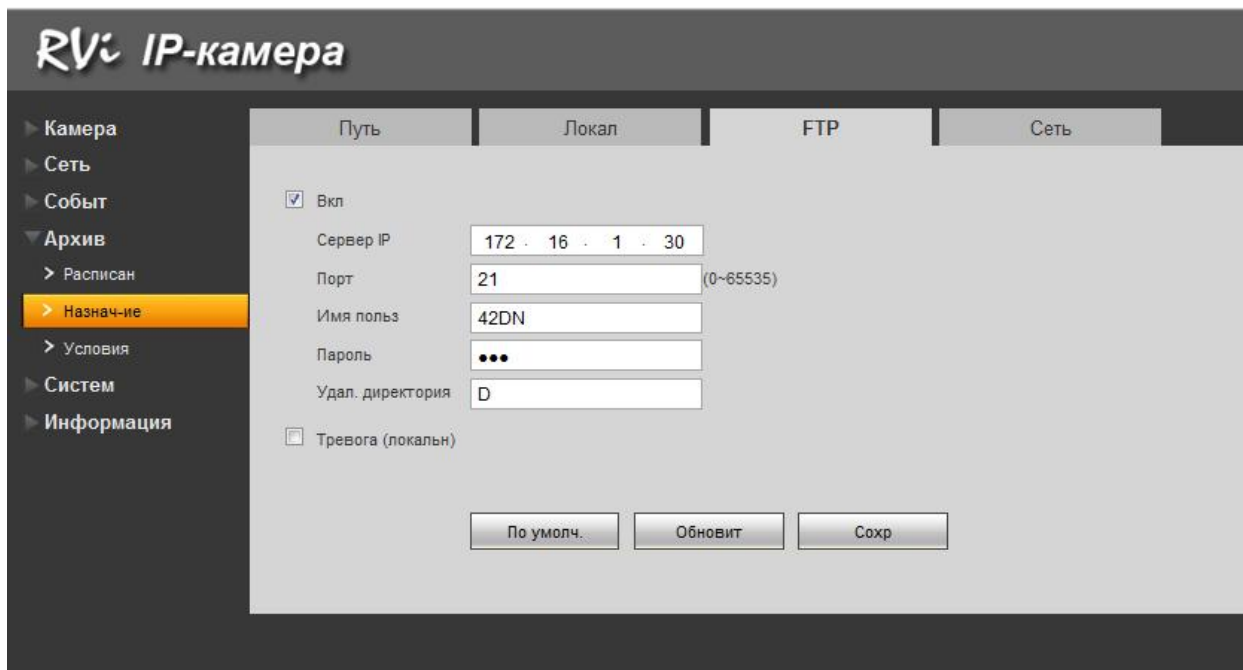 RVi IP-камера
Камера
Сеть
Событ
Архив
Расписан
Назнач-ие
Условия
Систем
Информация
Путь Локал FTP Сеть
Вкл
Сервер IP 172 . 16 . 1 . 30
Порт 21 (0~65535)
Имя польз 42DN
Пароль •••
Удал. директория D
Тревога (локальн)
По умолч. Обновит Сохр